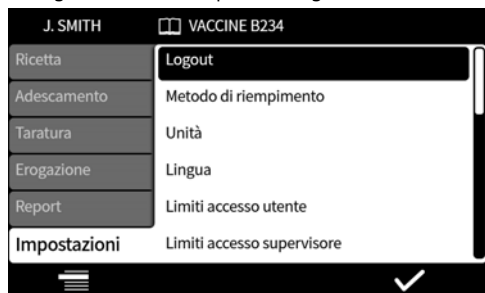 J. SMITH
VACCINE B234
Ricetta
Adescamento
Taratura
Erogazione
Report
Impostazioni
Logout
Metodo di riempimento
Unità
Lingua
Limiti accesso utente
Limiti accesso supervisore